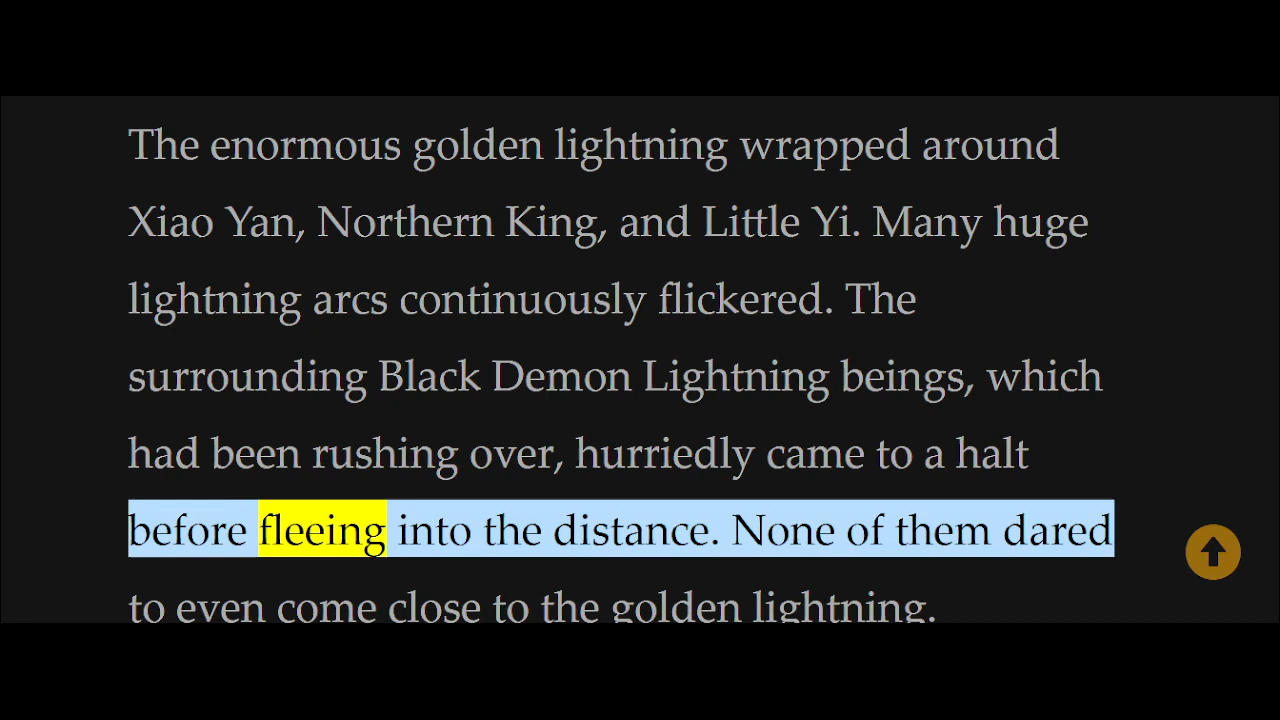 The enormous golden lightning wrapped around
Xiao Yan, Northern King, and Little Yi. Many huge
lightning arcs continuously flickered. The
surrounding Black Demon Lightning beings, which
had been rushing over, hurriedly came to a halt
before fleeing into the distance. None of them dared
to even come close to the golden lightning.